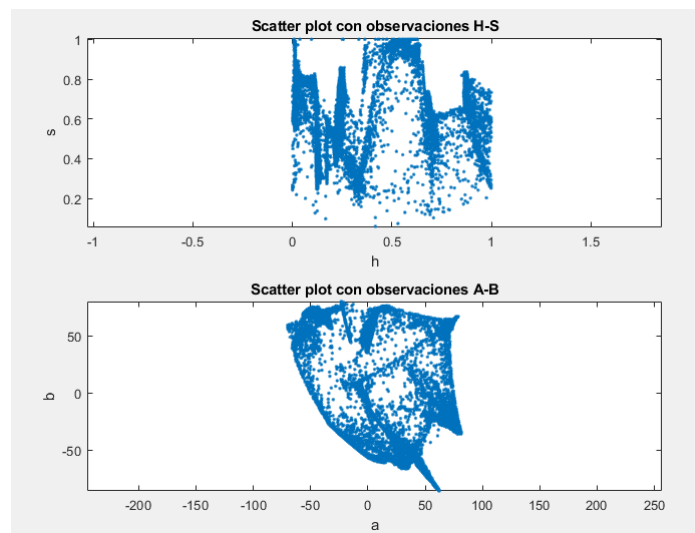 Scatter plot con observaciones H-S
1
0.8
0.6
0.4
0.2
s
-1 -0.5 0 0.5 1 1.5
h
Scatter plot con observaciones A-B
50
0
-50
b
-200 -150 -100 -50 0 50 100 150 200 250
a